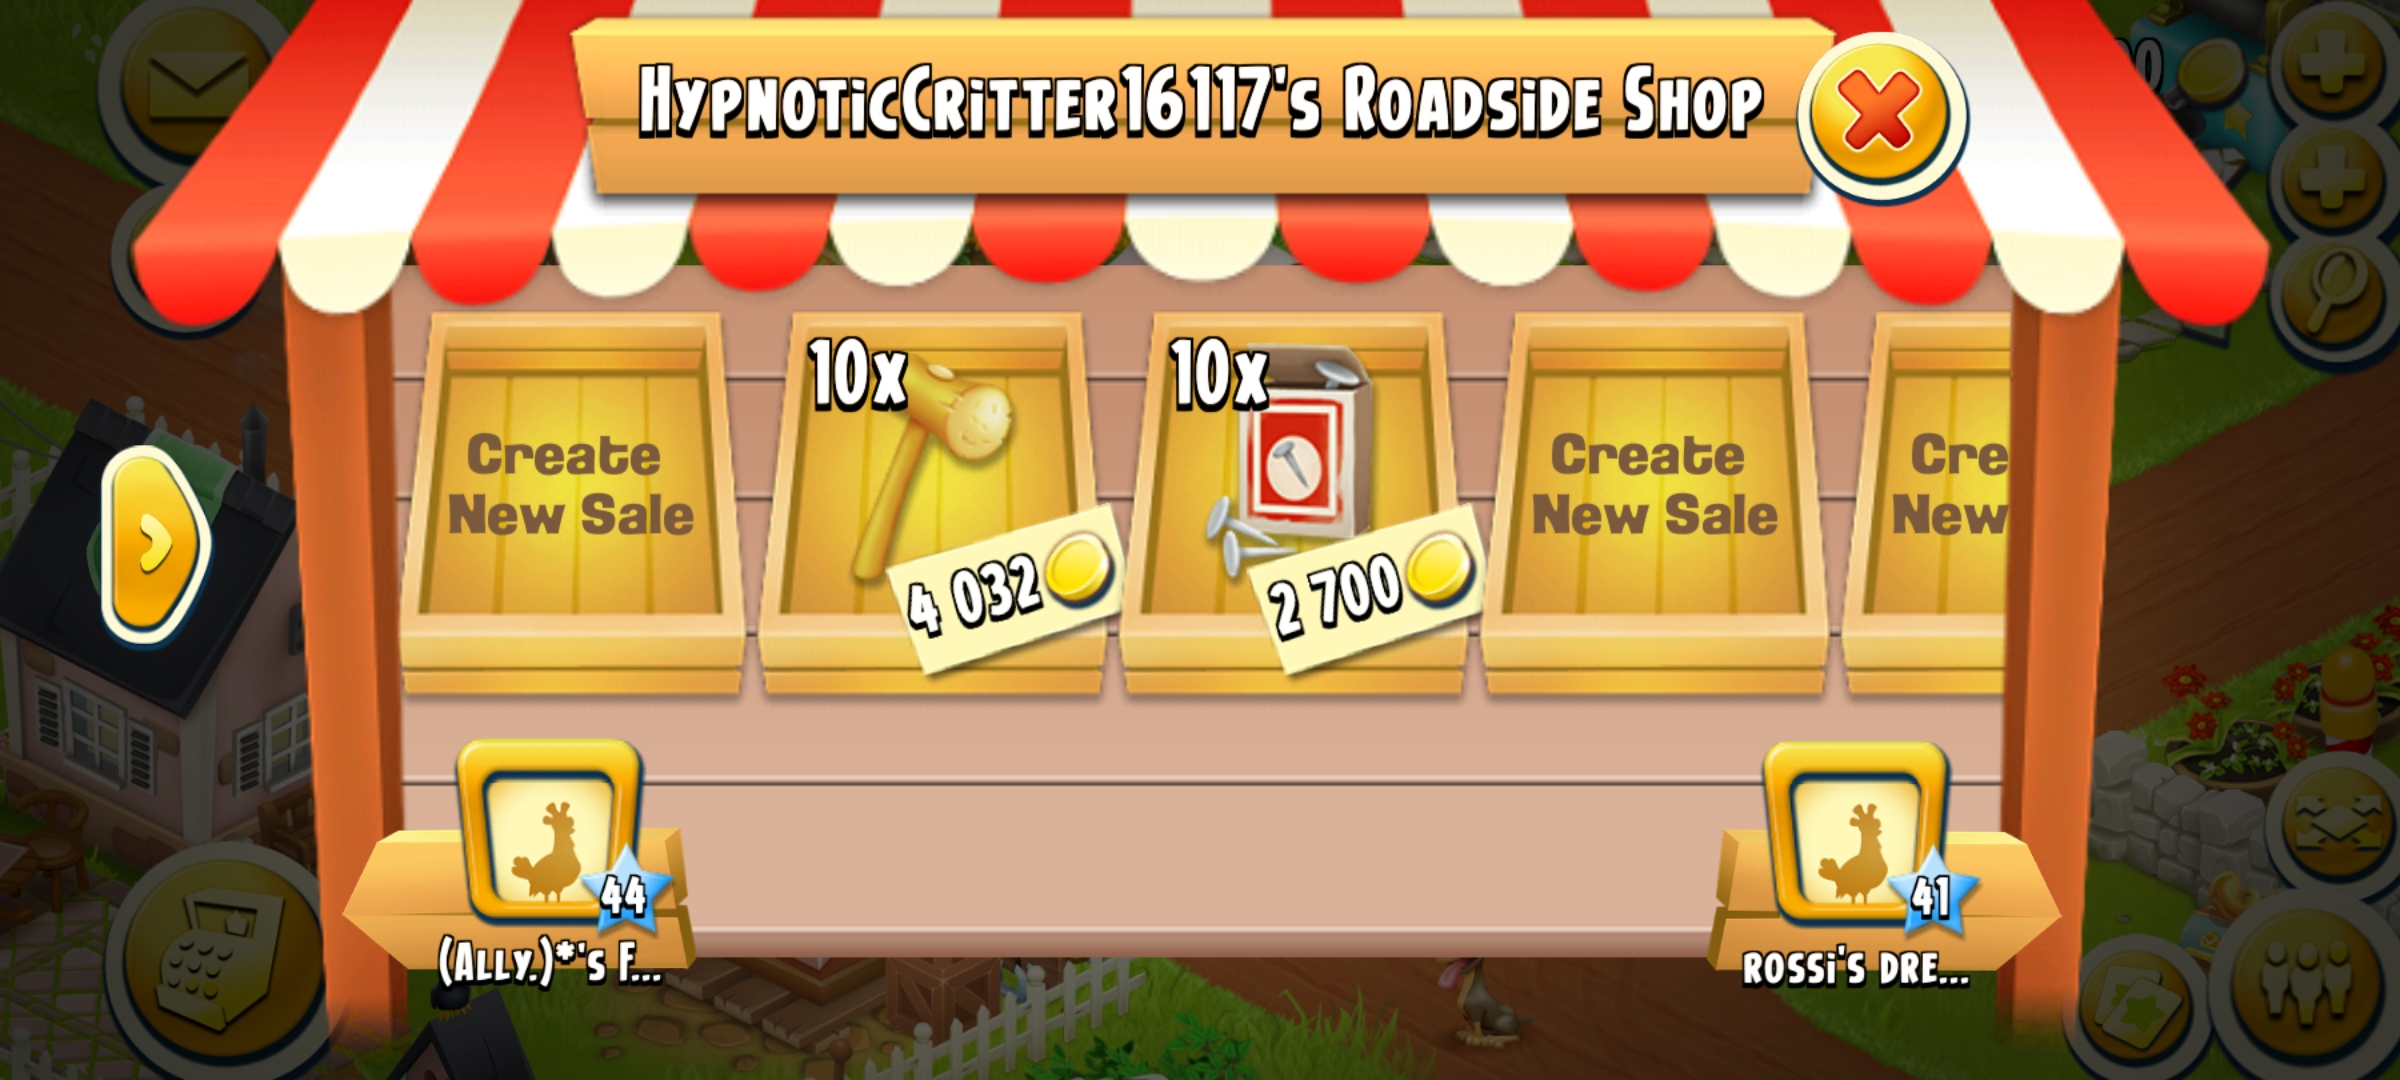 HypnoticCritter16117's Roadside Shop
Create
New Sale
10x
4 032
10x
2 700
Create
New Sale
Cre
New
44
(Ally.)*'s F...
41
ROSSi's DRE...